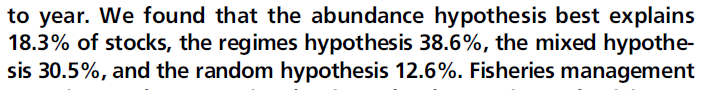 to year. We found that the abundance hypothesis best explains
18.3% of stocks, the regimes hypothesis 38.6%, the mixed hypothe-
sis 30.5%, and the random hypothesis 12.6%. Fisheries management